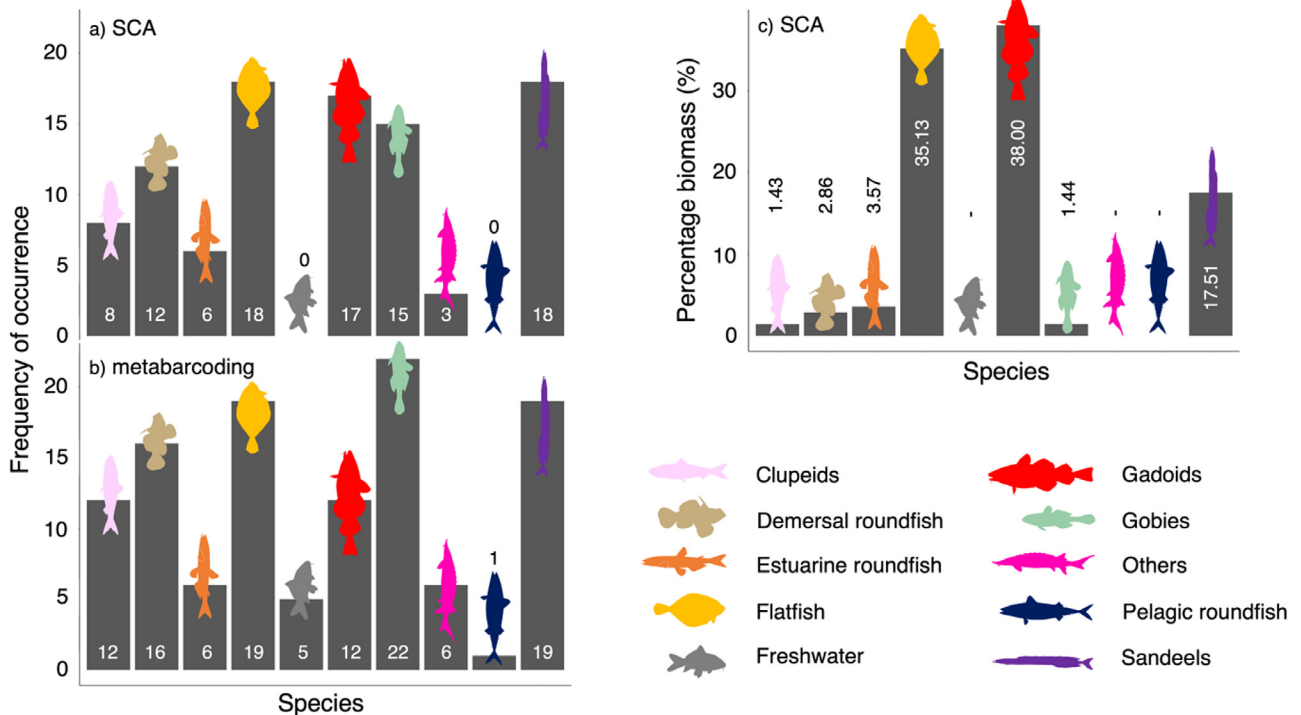 a) SCA
20
15
10
5
0
0
0
8 12 6 18 17 15 3 18
b) metabarcoding
20
15
10
5
0
1
12 16 6 19 5 12 22 6 19
Frequency of occurrence
Species
c) SCA
30
20
10
0
1.43 2.86 3.57 35.13 - 38.00 1.44 - - 17.51
Percentage biomass (%)
Species
Clupeids
Demersal roundfish
Estuarine roundfish
Flatfish
Freshwater
Gadoids
Gobies
Others
Pelagic roundfish
Sandeels